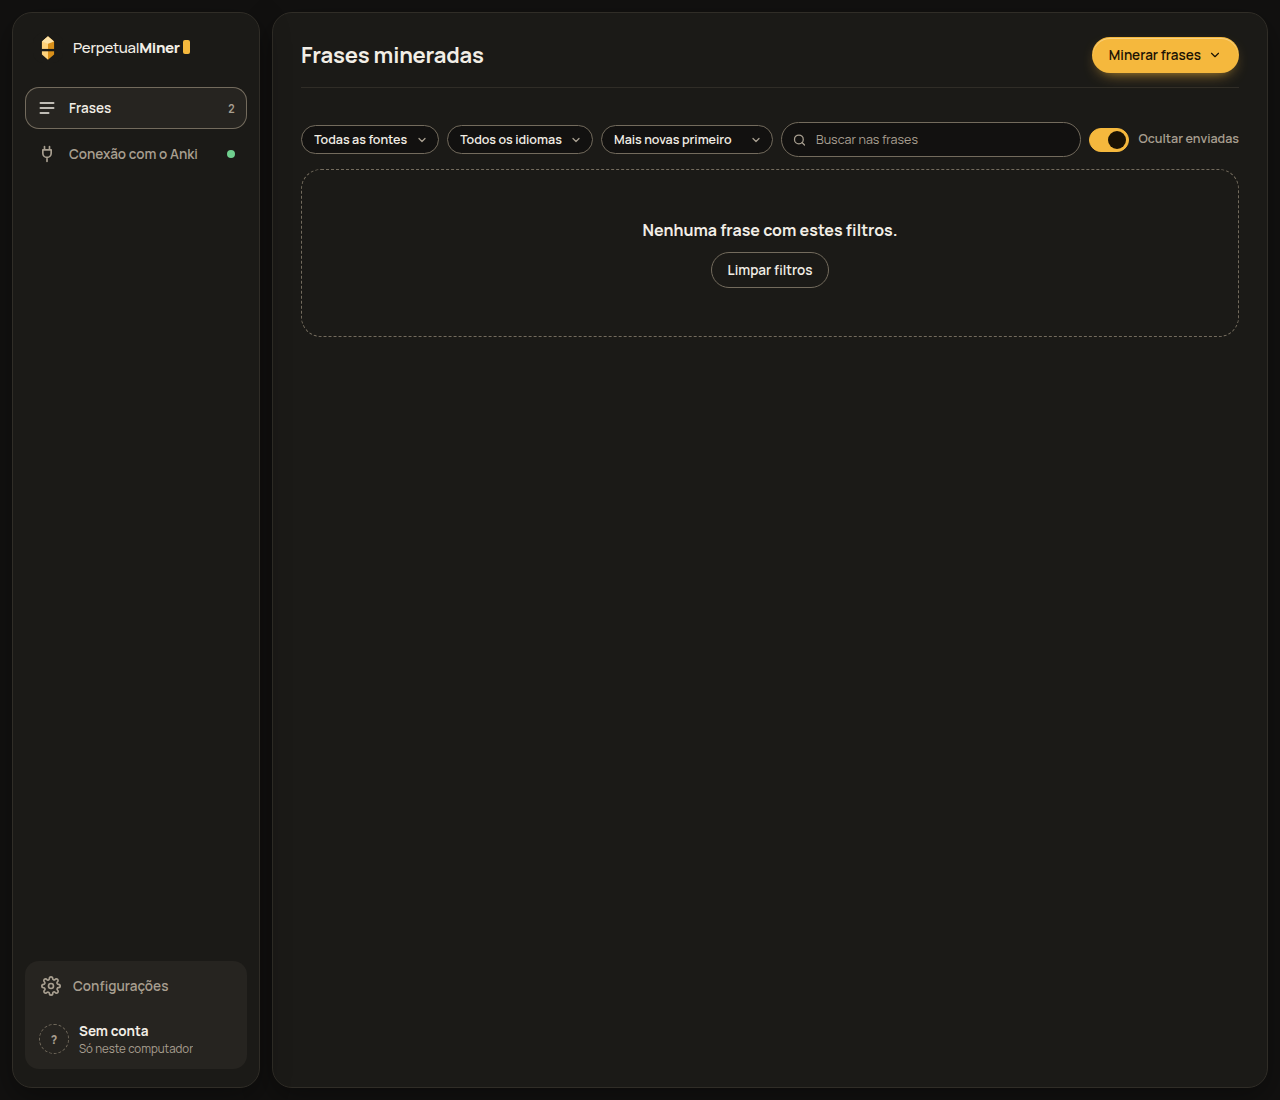 PerpetualMiner
Frases 2
Conexão com o Anki
Frases mineradas
Minerar frases
Todas as fontes
Todos os idiomas
Mais novas primeiro
Buscar nas frases
Ocultar enviadas
Nenhuma frase com estes filtros.
Limpar filtros
Configurações
?
Sem conta
Só neste computador